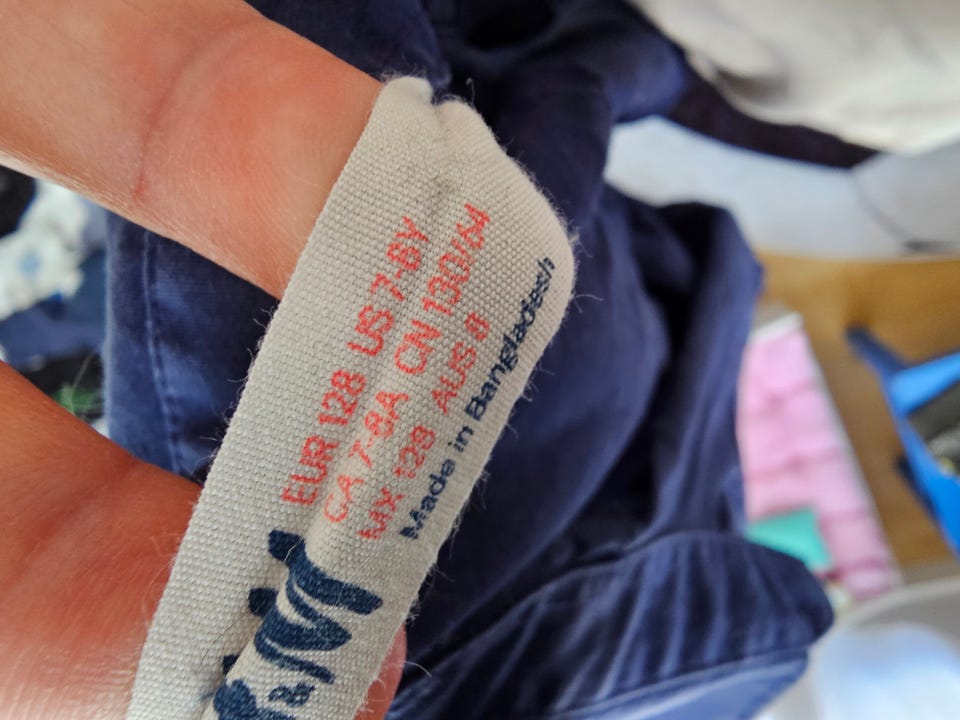 EUR 128 US 7-8Y
CA 7-8A CN 130/64
MX 128 AUS 8
Made in Bangladesh